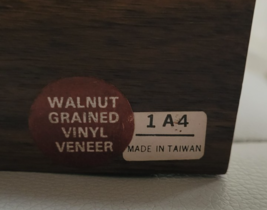 WALNUT
GRAINED
VINYL
VENEER
1 A4
MADE IN TAIWAN